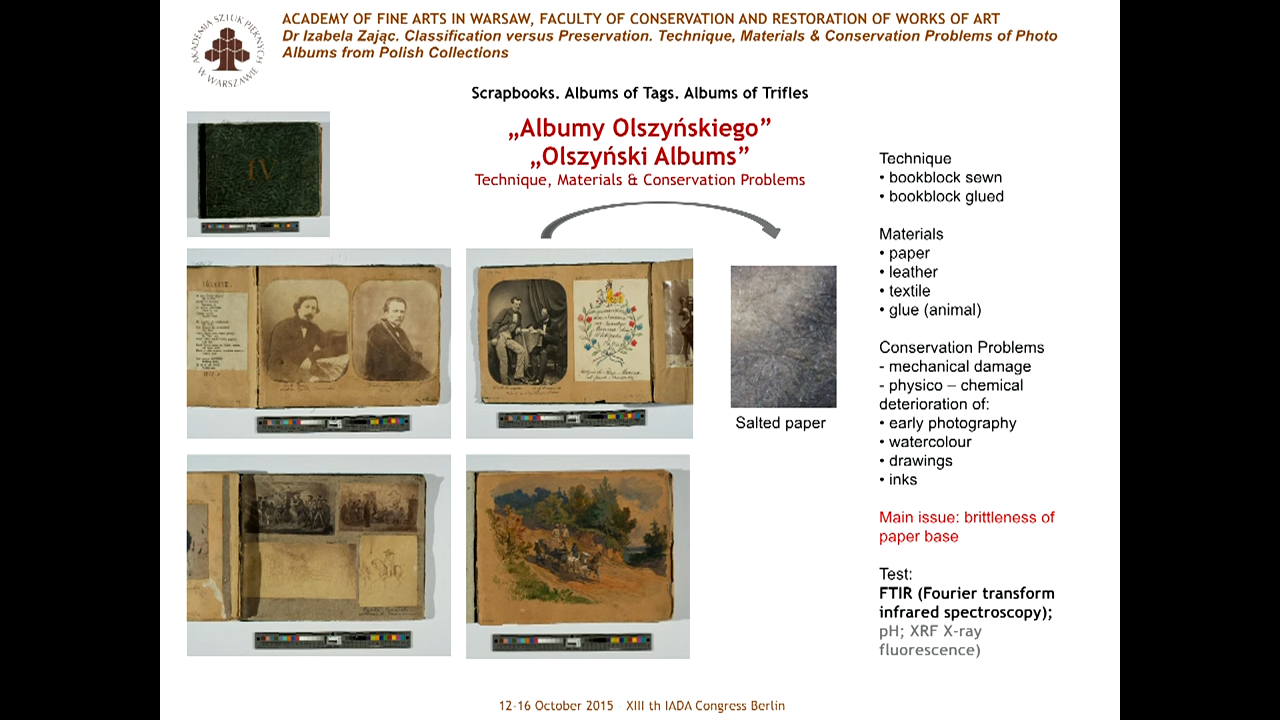 AKADEMIA SZTUK PIĘKNYCH
W WARSZAWIE
ACADEMY OF FINE ARTS IN WARSAW, FACULTY OF CONSERVATION AND RESTORATION OF WORKS OF ART
Dr Izabela Zając. Classification versus Preservation. Technique, Materials & Conservation Problems of Photo
Albums from Polish Collections
Scrapbooks. Albums of Tags. Albums of Trifles
„Albumy Olszyńskiego”
„Olszyński Albums”
Technique, Materials & Conservation Problems
IV
Salted paper
Technique
• bookblock sewn
• bookblock glued
Materials
• paper
• leather
• textile
• glue (animal)
Conservation Problems
- mechanical damage
- physico – chemical
deterioration of:
• early photography
• watercolour
• drawings
• inks
Main issue: brittleness of
paper base
Test:
FTIR (Fourier transform
infrared spectroscopy);
pH; XRF X-ray
fluorescence)
12-16 October 2015 XIII th IADA Congress Berlin